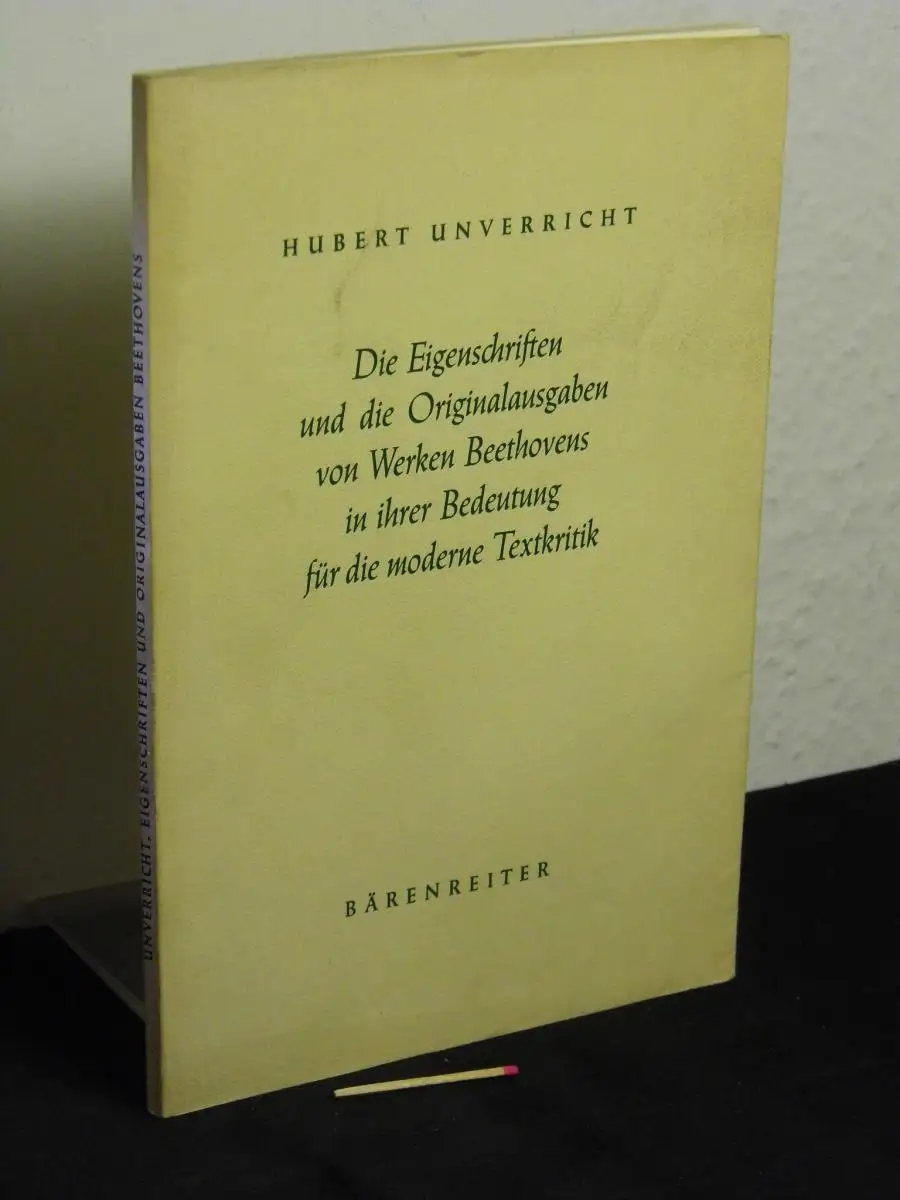 HUBERT UNVERRICHT
Die Eigenschriften
und die Originalausgaben
von Werken Beethovens
in ihrer Bedeutung
für die moderne Textkritik
BÄRENREITER
UNVERRICHT, EIGENSCHRIFTEN UND ORIGINALAUSGABEN BEETHOVENS